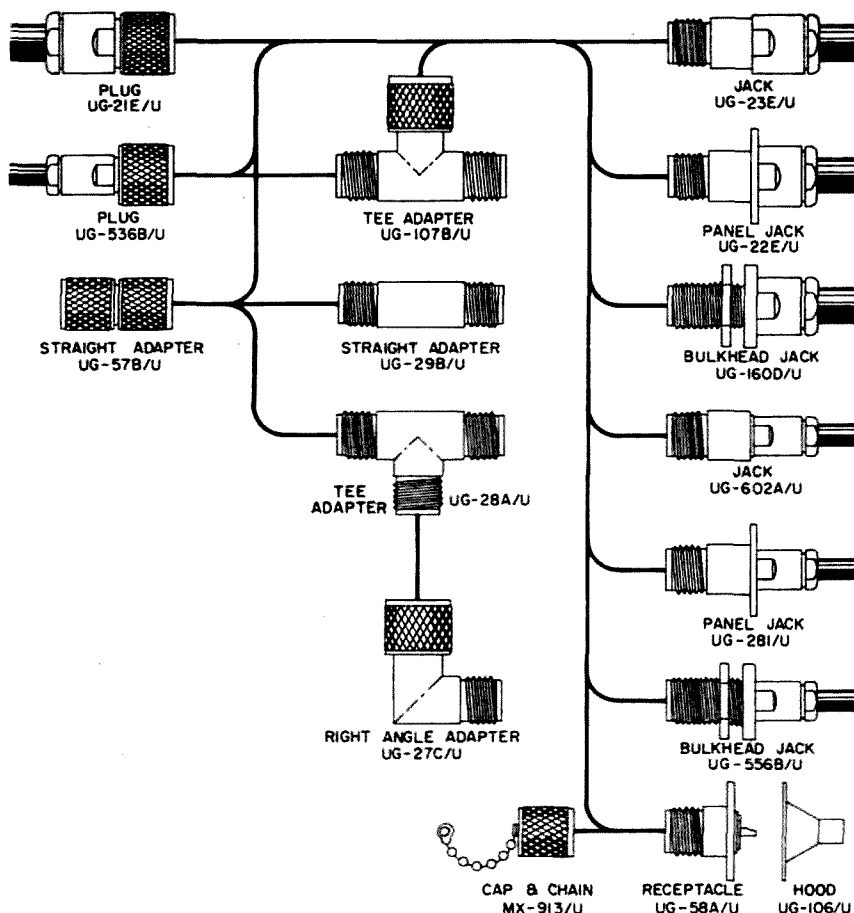 PLUG
UG-21E/U
JACK
UG-23E/U
PLUG
UG-536B/U
TEE ADAPTER
UG-107B/U
PANEL JACK
UG-22E/U
STRAIGHT ADAPTER
UG-57B/U
STRAIGHT ADAPTER
UG-29B/U
BULKHEAD JACK
UG-160D/U
TEE
ADAPTER
UG-28A/U
JACK
UG-602A/U
PANEL JACK
UG-281/U
RIGHT ANGLE ADAPTER
UG-27C/U
BULKHEAD JACK
UG-556B/U
CAP & CHAIN
MX-913/U
RECEPTACLE
UG-58A/U
HOOD
UG-106/U